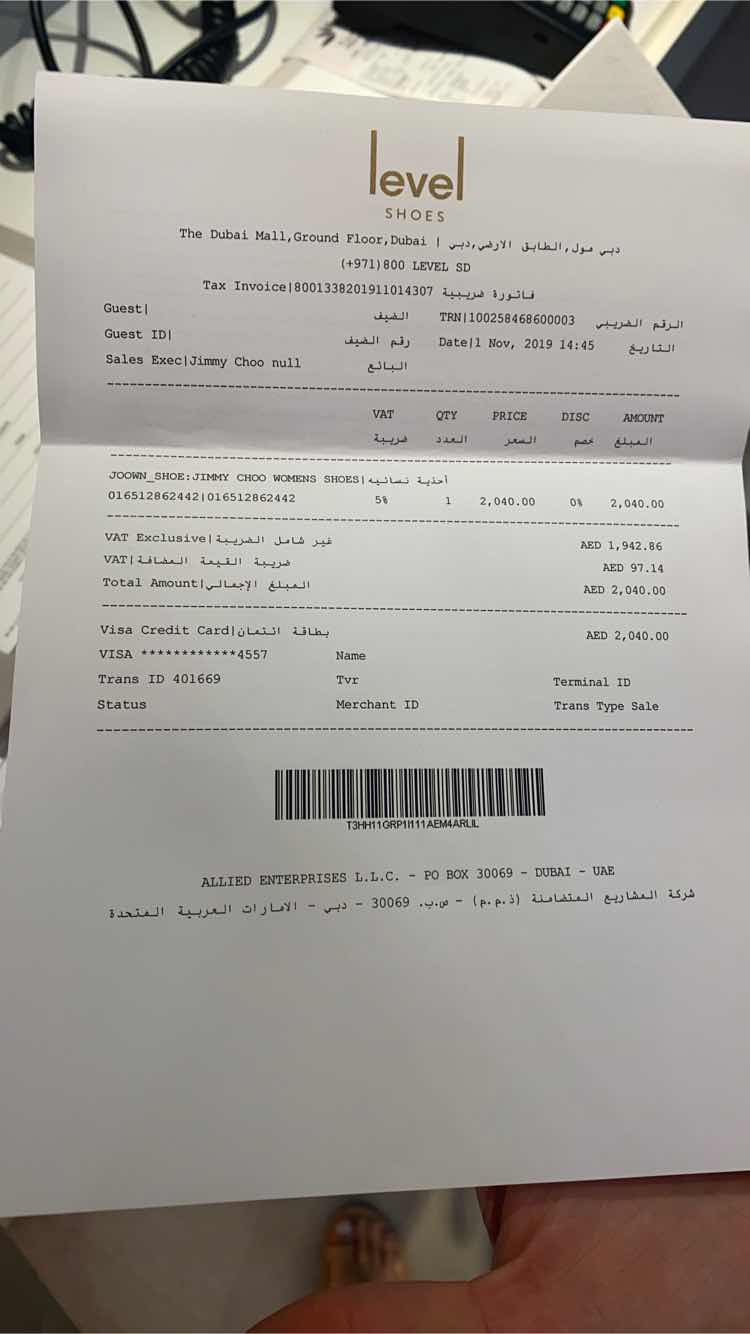 level
SHOES
The Dubai Mall,Ground Floor,Dubai | دبي مول,الطابق الارضي,دبي
(+971)800 LEVEL SD
Tax Invoice|8001338201911014307 فاتورة ضريبية
Guest| الضيف TRN|100258468600003 الرقم الضريبي
Guest ID| رقم الضيف Date|1 Nov, 2019 14:45 التاريخ
Sales Exec|Jimmy Choo null البائع
VAT QTY PRICE DISC AMOUNT
ضريبة العدد السعر خصم المبلغ
JOOWN_SHOE:JIMMY CHOO WOMENS SHOES|أحذية نسائيه
016512862442|016512862442 5% 1 2,040.00 0% 2,040.00
VAT Exclusive|غير شامل الضريبة AED 1,942.86
VAT|ضريبة القيمة المضافة AED 97.14
Total Amount|المبلغ الإجمالي AED 2,040.00
Visa Credit Card|بطاقة ائتمان AED 2,040.00
VISA ************4557 Name
Trans ID 401669 Tvr Terminal ID
Status Merchant ID Trans Type Sale
T3HH11GRP1I111AEM4ARLIL
ALLIED ENTERPRISES L.L.C. - PO BOX 30069 - DUBAI - UAE
شركة المشاريع المتضامنة (ذ.م.م) - ص.ب. 30069 - دبي - الامارات العربية المتحدة